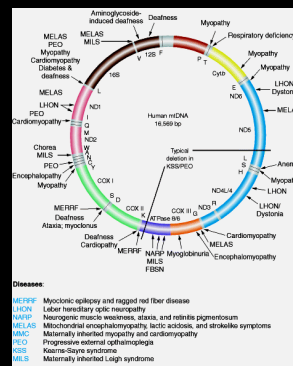 Aminoglycoside-
induced deafness
Deafness
Myopathy
Respiratory deficiency
MELAS
MILS
MELAS
PEO
Myopathy
Cardiomyopathy
Diabetes &
deafness
V
12S
F
T
P
Cytb
16S
L
Myopathy
E
ND6
Myopathy
LHON
MELAS
LHON
PEO
Cardiomyopathy
ND1
I
Q
M
ND2
W
A
N
C
Y
Human mtDNA
16,569 bp
ND5
Typical
deletion in
KSS/PEO
Chorea
MILS
PEO
Encephalopathy
Myopathy
COX I
L
S
H
LHON
ND4L/4
LHON/
Dystonia
MERRF
Deafness
Ataxia; myoclonus
S
D
COX II
K
ATPase 8/6
COX III
G
ND3
R
Deafness
Cardiopathy
MERRF
NARP
MILS
FBSN
Myoglobinuria
Cardiomyopathy
MELAS
Encephalomyopathy
Diseases:
MERRF Myoclonic epilepsy and ragged red fiber disease
LHON Leber hereditary optic neuropathy
NARP Neurogenic muscle weakness, ataxia, and retinitis pigmentosum
MELAS Mitochondrial encephalomyopathy, lactic acidosis, and strokelike symptoms
MMC Maternally inherited myopathy and cardiomyopathy
PEO Progressive external opthalmoplegia
KSS Kearns-Sayre syndrome
MILS Maternally inherited Leigh syndrome